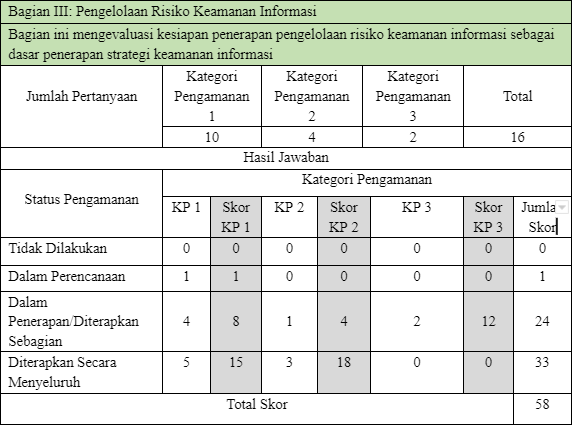 Bagian III: Pengelolaan Risiko Keamanan Informasi
Bagian ini mengevaluasi kesiapan penerapan pengelolaan risiko keamanan informasi sebagai
dasar penerapan strategi keamanan informasi
Jumlah Pertanyaan
Kategori
Pengamanan
1
Kategori
Pengamanan
2
Kategori
Pengamanan
3
Total
10 4 2 16
Hasil Jawaban
Status Pengamanan
Kategori Pengamanan
KP 1
Skor
KP 1
KP 2
Skor
KP 2
KP 3
Skor
KP 3
Jumla
Skor
Tidak Dilakukan 0 0 0 0 0 0 0
Dalam Perencanaan 1 1 0 0 0 0 1
Dalam
Penerapan/Diterapkan 4 8 1 4 2 12 24
Sebagian
Diterapkan Secara 5 15 3 18 0 0 33
Menyeluruh
Total Skor 58